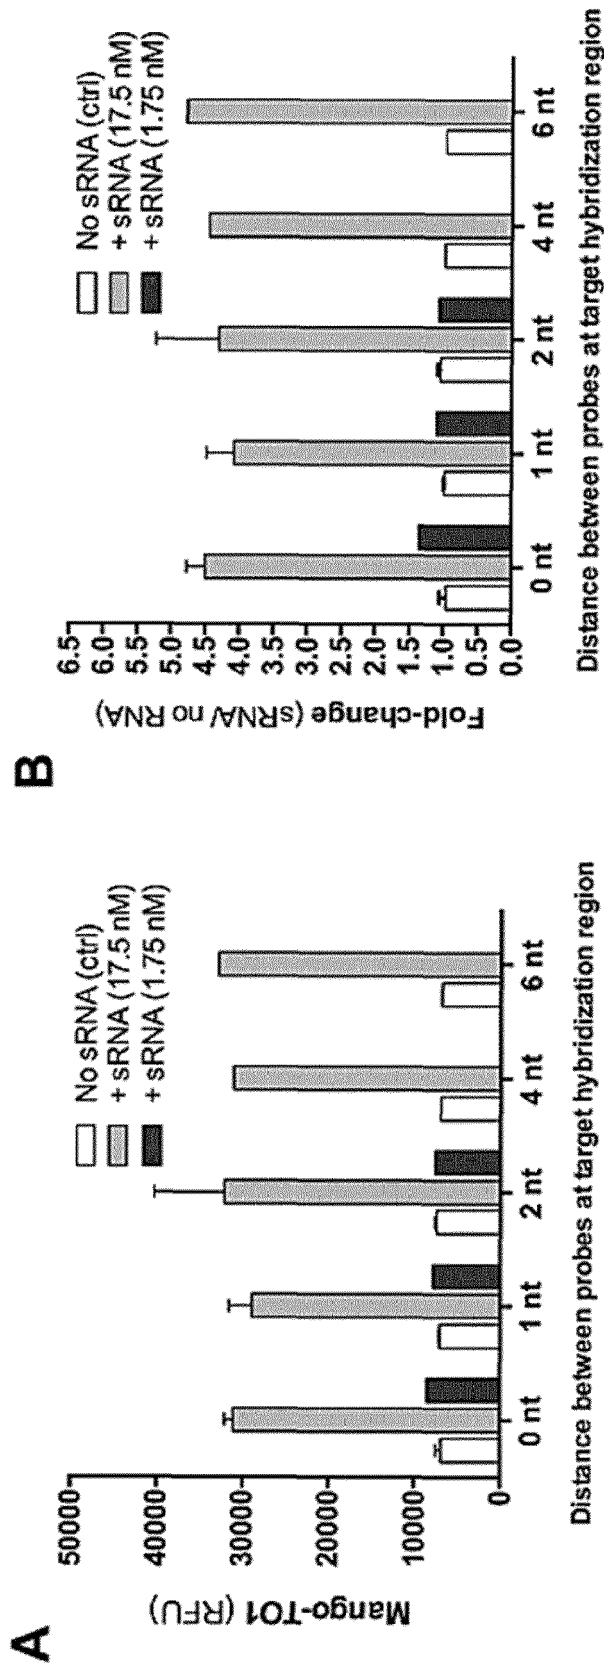 A
Mango-TO1 (RFU)
50000
40000
30000
20000
10000
0
No sRNA (ctrl)
+ sRNA (17.5 nM)
+ sRNA (1.75 nM)
0 nt
1 nt
2 nt
4 nt
6 nt
Distance between probes at target hybridization region
B
Fold-change (sRNA/ no RNA)
6.5
6.0
5.5
5.0
4.5
4.0
3.5
3.0
2.5
2.0
1.5
1.0
0.5
0.0
No sRNA (ctrl)
+ sRNA (17.5 nM)
+ sRNA (1.75 nM)
0 nt
1 nt
2 nt
4 nt
6 nt
Distance between probes at target hybridization region